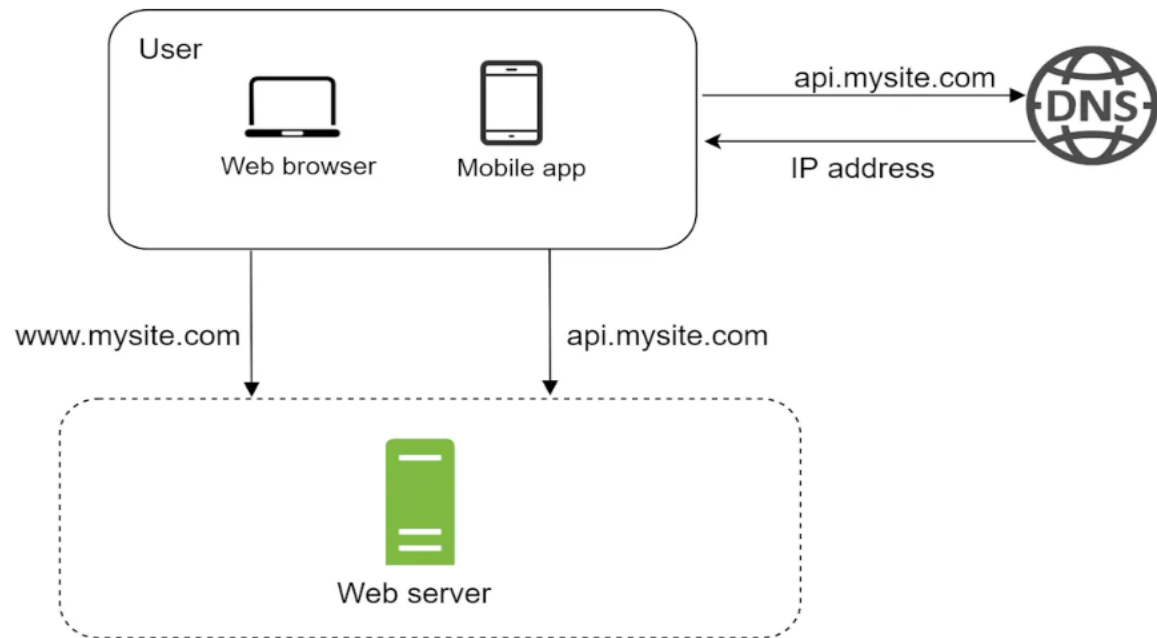 User
api.mysite.com
DNS
Web browser
Mobile app
IP address
www.mysite.com
api.mysite.com
Web server